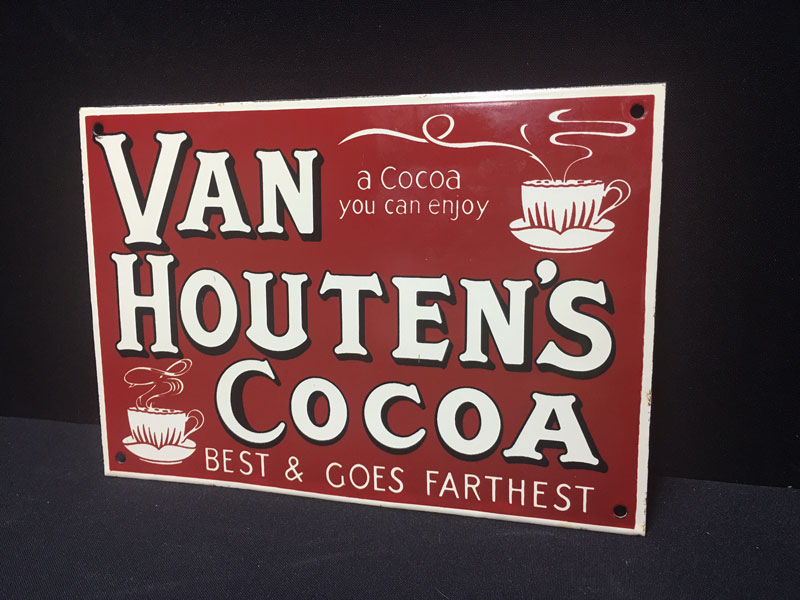 VAN
a Cocoa
you can enjoy
HOUTEN'S
COCOA
BEST & GOES FARTHEST